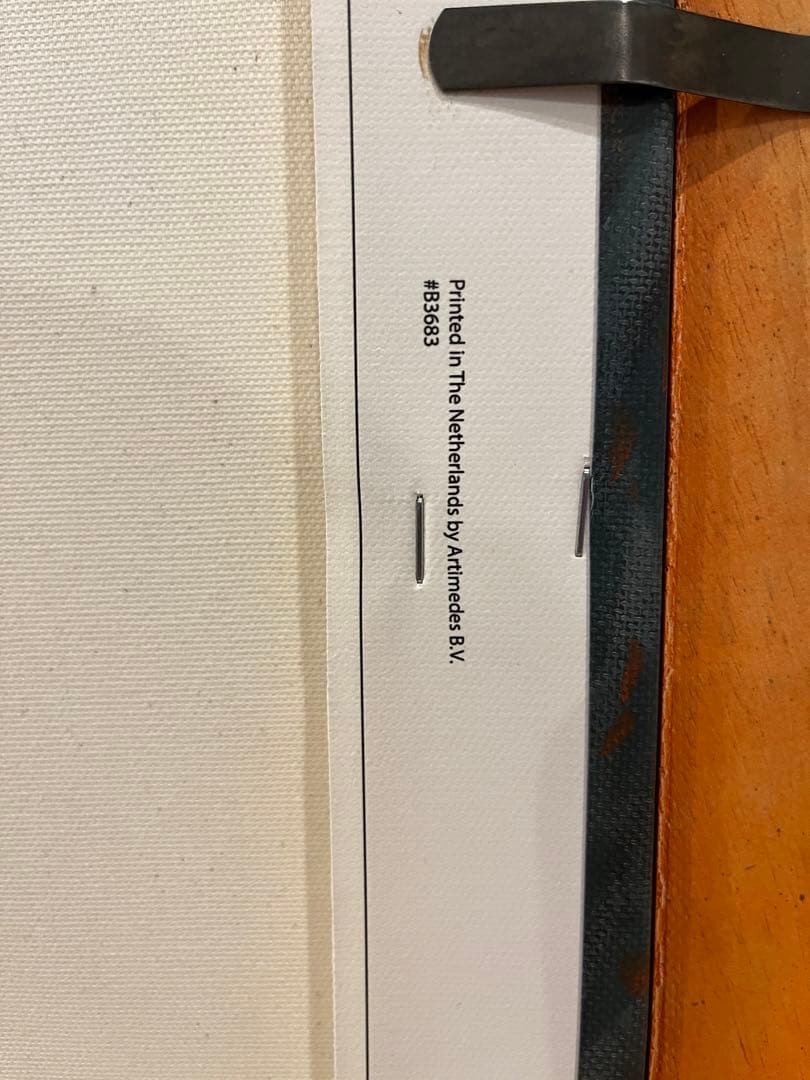 Printed in The Netherlands by Artimedes B.V.
#B3683